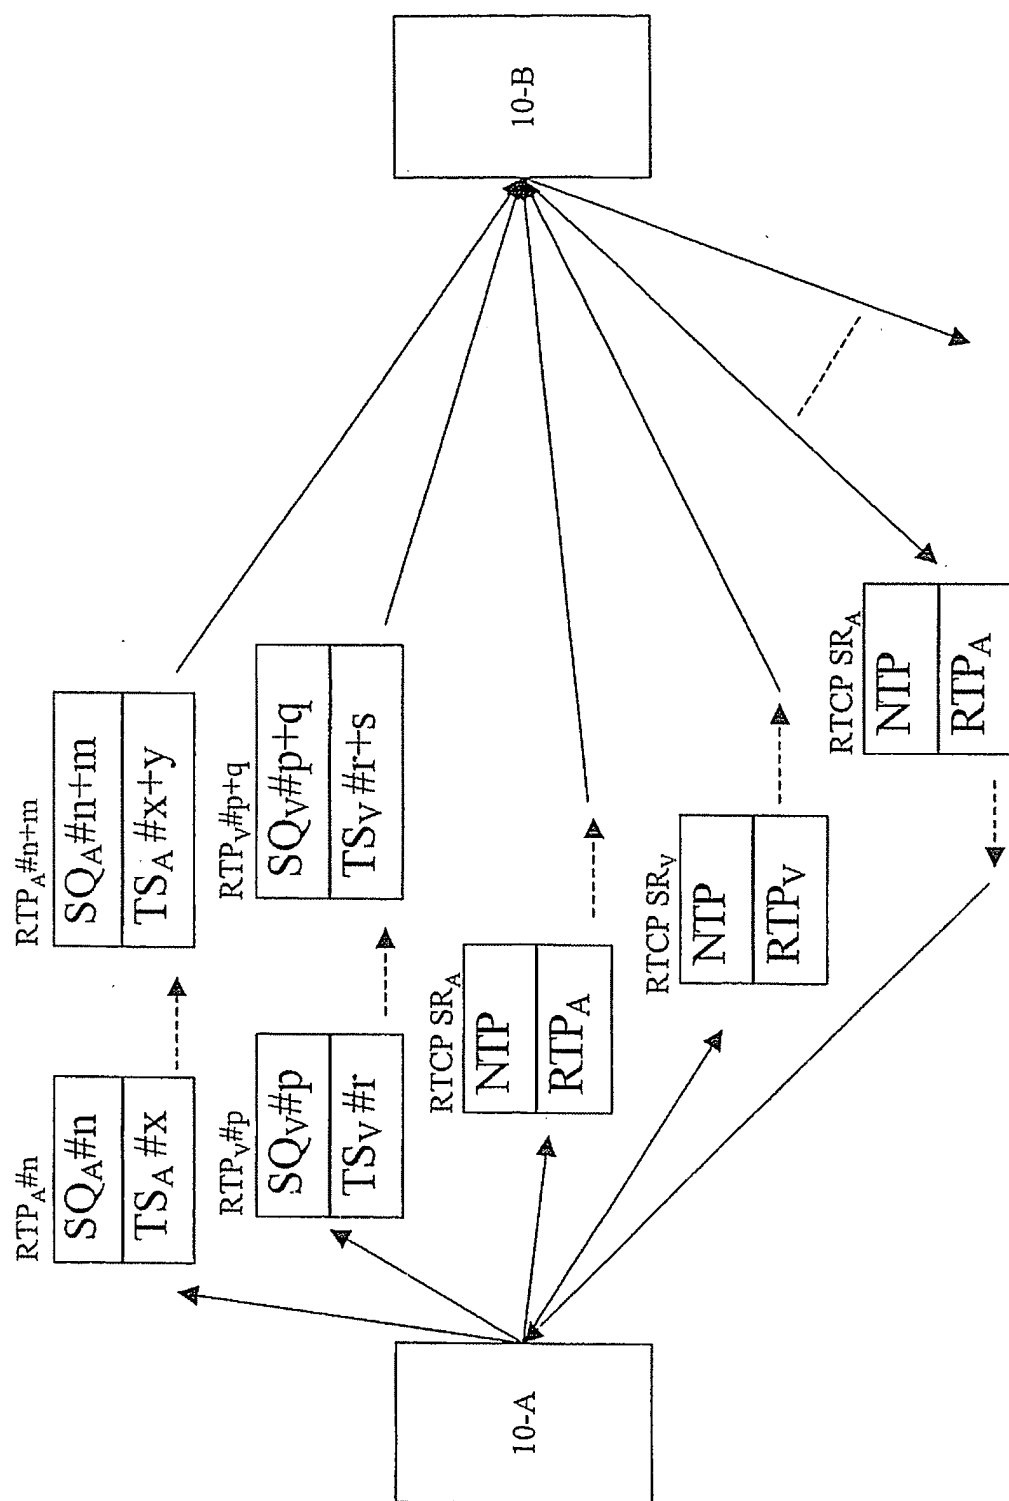 RTP_A#n
SQ_A#n
TS_A#x
RTP_A#n+m
SQ_A#n+m
TS_A#x+y
RTP_V#p
SQ_V#p
TS_V#r
RTP_V#p+q
SQ_V#p+q
TS_V#r+s
10-A
10-B
RTCP SR_A
NTP
RTP_A
RTCP SR_V
NTP
RTP_V
RTCP SR_A
NTP
RTP_A